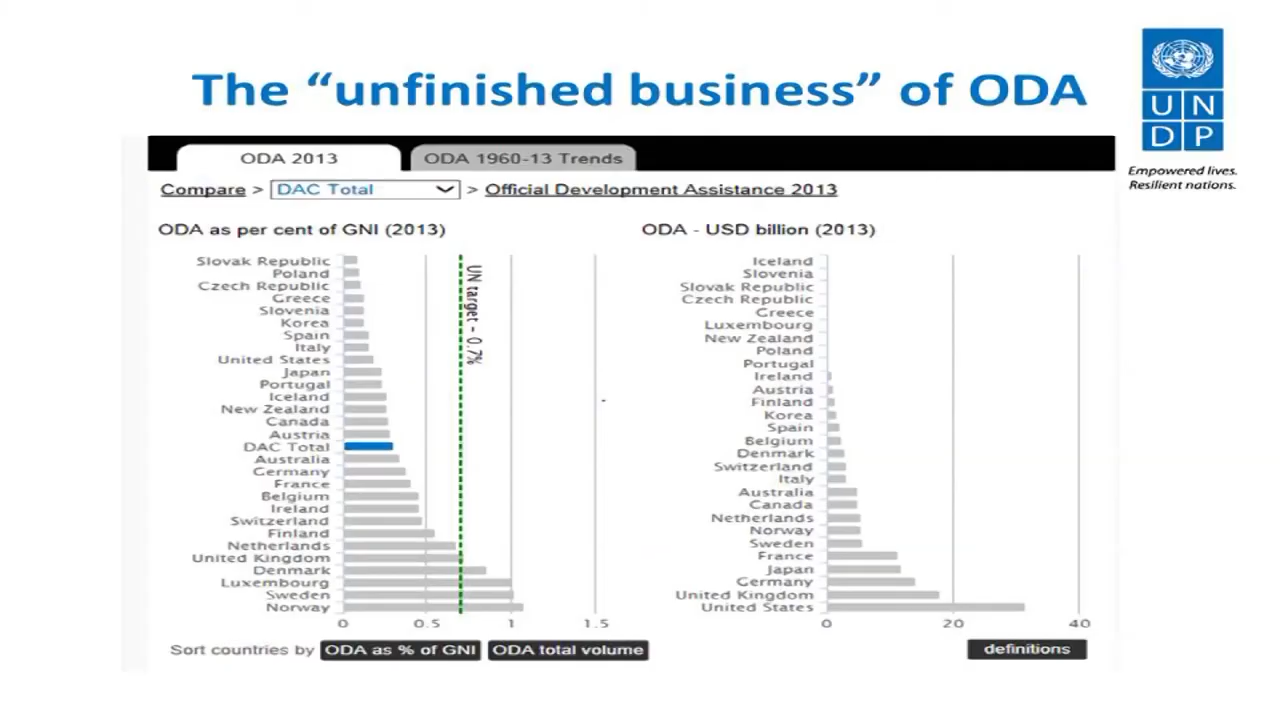 The “unfinished business” of ODA
U N
D P
Empowered lives.
Resilient nations.
ODA 2013
ODA 1960-13 Trends
Compare > DAC Total > Official Development Assistance 2013
ODA as per cent of GNI (2013)
Slovak Republic
Poland
Czech Republic
Greece
Slovenia
Korea
Spain
Italy
United States
Japan
Portugal
Iceland
New Zealand
Canada
Austria
DAC Total
Australia
Germany
France
Belgium
Ireland
Switzerland
Finland
Netherlands
United Kingdom
Denmark
Luxembourg
Sweden
Norway
UN target - 0.7%
0 0.5 1 1.5
ODA - USD billion (2013)
Iceland
Slovenia
Slovak Republic
Czech Republic
Greece
Luxembourg
New Zealand
Poland
Portugal
Ireland
Austria
Finland
Korea
Spain
Belgium
Denmark
Switzerland
Italy
Australia
Canada
Netherlands
Norway
Sweden
France
Japan
Germany
United Kingdom
United States
0 20 40
Sort countries by ODA as % of GNI ODA total volume
definitions